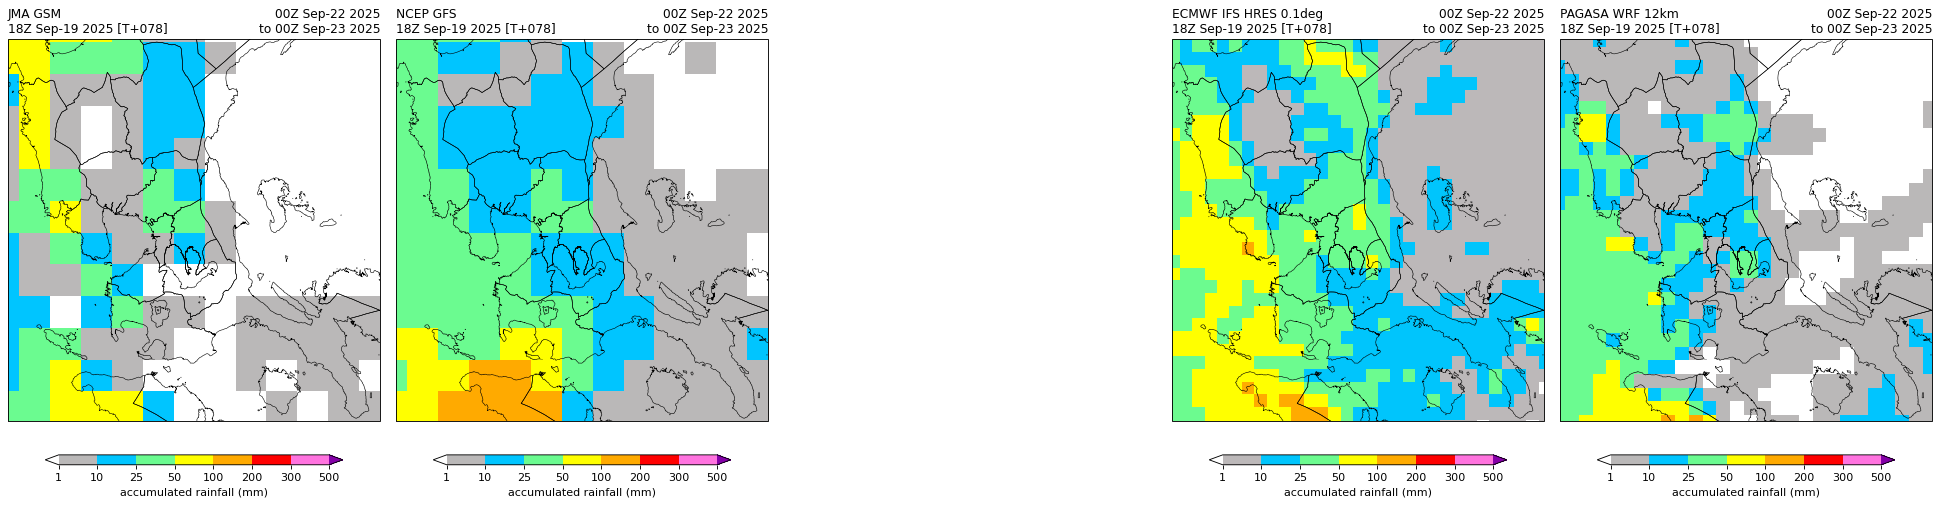 JMA GSM 00Z Sep-22 2025
18Z Sep-19 2025 [T+078] to 00Z Sep-23 2025
1 10 25 50 100 200 300 500
accumulated rainfall (mm)
NCEP GFS 00Z Sep-22 2025
18Z Sep-19 2025 [T+078] to 00Z Sep-23 2025
1 10 25 50 100 200 300 500
accumulated rainfall (mm)
ECMWF IFS HRES 0.1deg 00Z Sep-22 2025
18Z Sep-19 2025 [T+078] to 00Z Sep-23 2025
1 10 25 50 100 200 300 500
accumulated rainfall (mm)
PAGASA WRF 12km 00Z Sep-22 2025
18Z Sep-19 2025 [T+078] to 00Z Sep-23 2025
1 10 25 50 100 200 300 500
accumulated rainfall (mm)